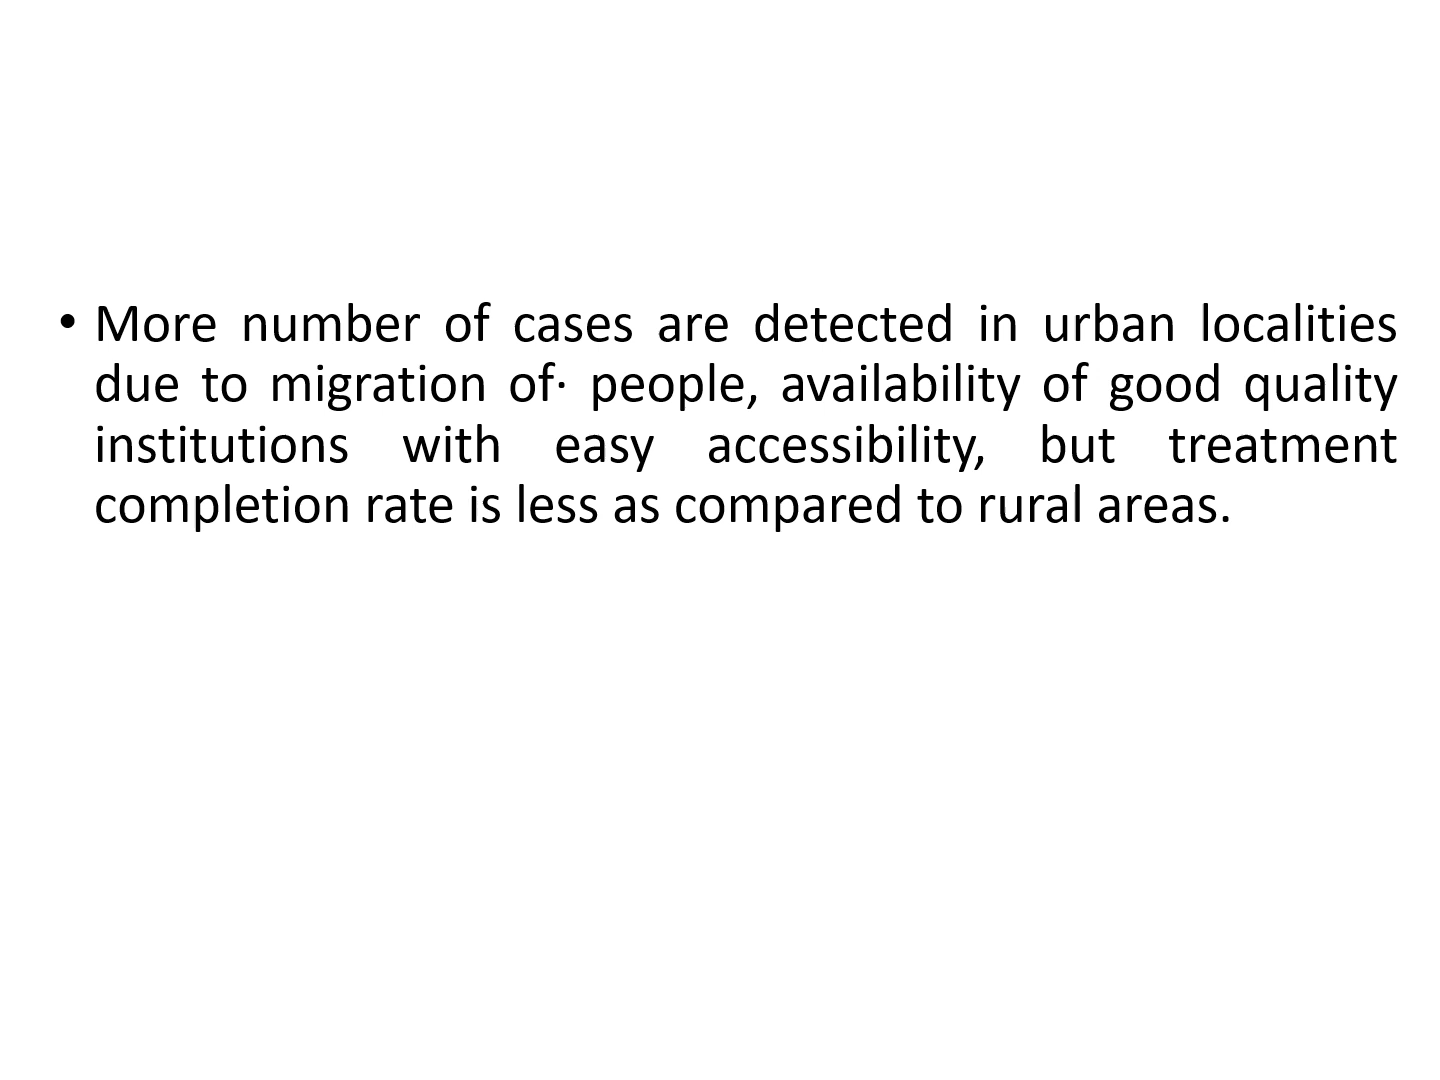 • More number of cases are detected in urban localities
due to migration of· people, availability of good quality
institutions with easy accessibility, but treatment
completion rate is less as compared to rural areas.